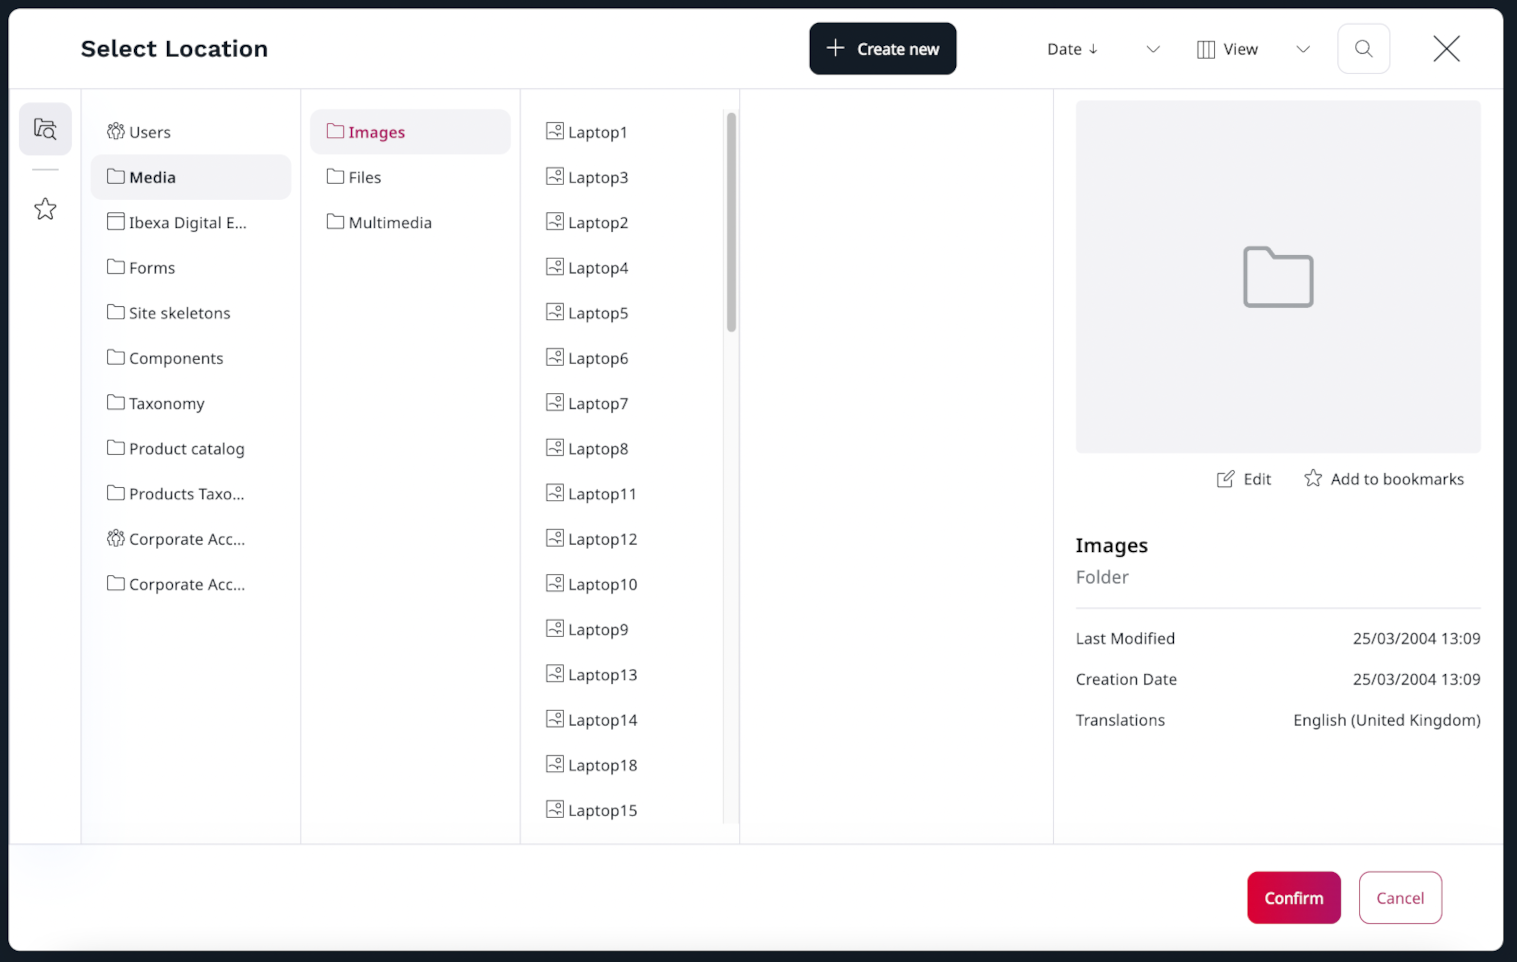 Select Location
Create new
Date ↓
View
Users
Media
Ibexa Digital E...
Forms
Site skeletons
Components
Taxonomy
Product catalog
Products Taxo...
Corporate Acc...
Corporate Acc...
Images
Files
Multimedia
Laptop1
Laptop3
Laptop2
Laptop4
Laptop5
Laptop6
Laptop7
Laptop8
Laptop11
Laptop12
Laptop10
Laptop9
Laptop13
Laptop14
Laptop18
Laptop15
Edit
Add to bookmarks
Images
Folder
Last Modified 25/03/2004 13:09
Creation Date 25/03/2004 13:09
Translations English (United Kingdom)
Confirm
Cancel